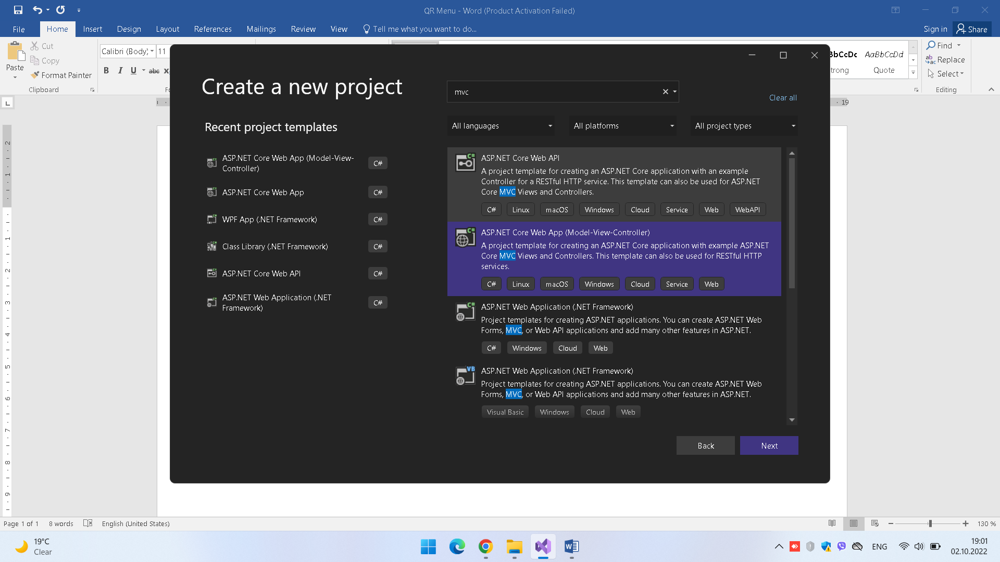 QR Menu - Word (Product Activation Failed)
File
Home
Insert
Design
Layout
References
Mailings
Review
View
Tell me what you want to do...
Sign in
Share
Paste
Cut
Copy
Format Painter
Clipboard
Calibri (Body)
11
B I U abc
AaBbCcDd
Quote
Find
Replace
Select
Editing
19
Create a new project
mvc
Clear all
Recent project templates
All languages
All platforms
All project types
ASP.NET Core Web App (Model-View-
Controller)
C#
ASP.NET Core Web App
C#
WPF App (.NET Framework)
C#
Class Library (.NET Framework)
C#
ASP.NET Core Web API
C#
ASP.NET Web Application (.NET
Framework)
C#
ASP.NET Core Web API
A project template for creating an ASP.NET Core application with an example
Controller for a RESTful HTTP service. This template can also be used for ASP.NET
Core MVC Views and Controllers.
C# Linux macOS Windows Cloud Service Web WebAPI
ASP.NET Core Web App (Model-View-Controller)
A project template for creating an ASP.NET Core application with example ASP.NET
Core MVC Views and Controllers. This template can also be used for RESTful HTTP
services.
C# Linux macOS Windows Cloud Service Web
ASP.NET Web Application (.NET Framework)
Project templates for creating ASP.NET applications. You can create ASP.NET Web
Forms, MVC, or Web API applications and add many other features in ASP.NET.
C# Windows Cloud Web
ASP.NET Web Application (.NET Framework)
Project templates for creating ASP.NET applications. You can create ASP.NET Web
Forms, MVC, or Web API applications and add many other features in ASP.NET.
Visual Basic Windows Cloud Web
Back
Next
Page 1 of 1
8 words
English (United States)
130 %
19°C
Clear
ENG
19:01
02.10.2022